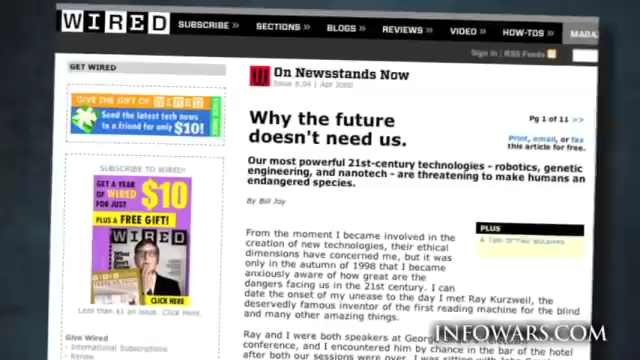 WIRED SUBSCRIBE >> SECTIONS >> BLOGS >> REVIEWS >> VIDEO >> HOW-TOS >> MAGA
Sign In | RSS Feeds
GET WIRED
GIVE THE GIFT OF WIRED
Send the latest tech news
to a friend for only $10!
SUBSCRIBE TO WIRED!
GET A YEAR
OF WIRED
FOR JUST
$10
PLUS A FREE GIFT!
WIRED
CLICK HERE
Less than $1 an issue. Click Here.
Give Wired
- International Subscriptions
- Renew
On Newsstands Now
Issue 8.04 | Apr 2000
Why the future
doesn't need us.
Pg 1 of 11 >>
Print, email, or fax
this article for free.
Our most powerful 21st-century technologies - robotics, genetic
engineering, and nanotech - are threatening to make humans an
endangered species.
By Bill Joy
PLUS
A Tale of Two Botanies
From the moment I became involved in the
creation of new technologies, their ethical
dimensions have concerned me, but it was
only in the autumn of 1998 that I became
anxiously aware of how great are the
dangers facing us in the 21st century. I can
date the onset of my unease to the day I met Ray Kurzweil, the
deservedly famous inventor of the first reading machine for the blind
and many other amazing things.
Ray and I were both speakers at George
conference, and I encountered him by chance in the bar of the hotel
after both our sessions were over. I was sitting with
INFOWARS.COM